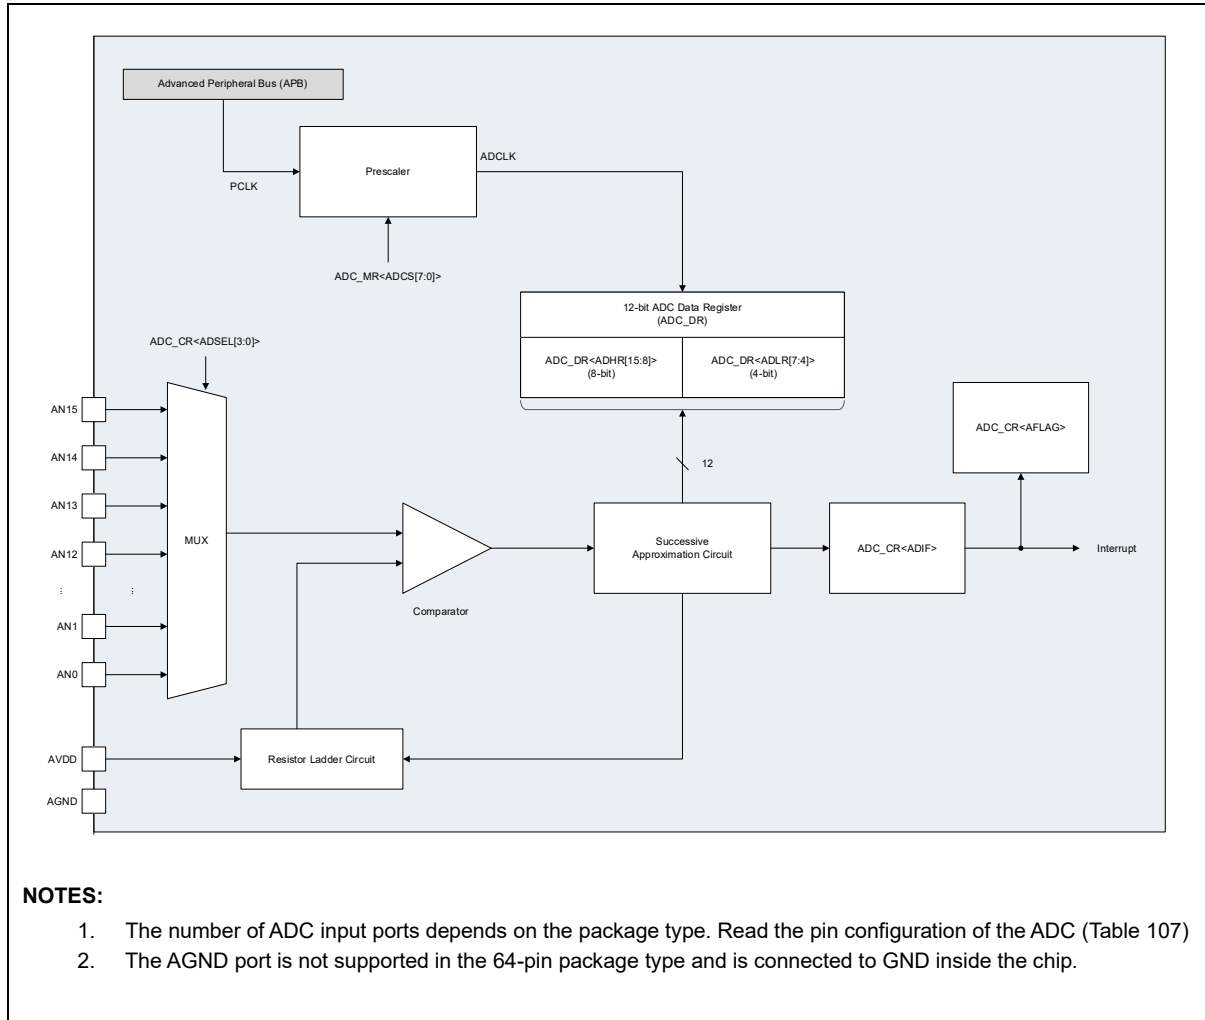 Advanced Peripheral Bus (APB)
Prescaler
ADCLK
PCLK
ADC_MR<ADCS[7:0]>
12-bit ADC Data Register
(ADC_DR)
ADC_DR<ADHR[15:8]>
(8-bit)
ADC_DR<ADLR[7:4]>
(4-bit)
ADC_CR<ADSEL[3:0]>
AN15
AN14
AN13
AN12
...
...
AN1
AN0
MUX
12
ADC_CR<AFLAG>
Comparator
Successive
Approximation Circuit
ADC_CR<ADIF>
Interrupt
AVDD
AGND
Resistor Ladder Circuit
NOTES:
1. The number of ADC input ports depends on the package type. Read the pin configuration of the ADC (Table 107)
2. The AGND port is not supported in the 64-pin package type and is connected to GND inside the chip.